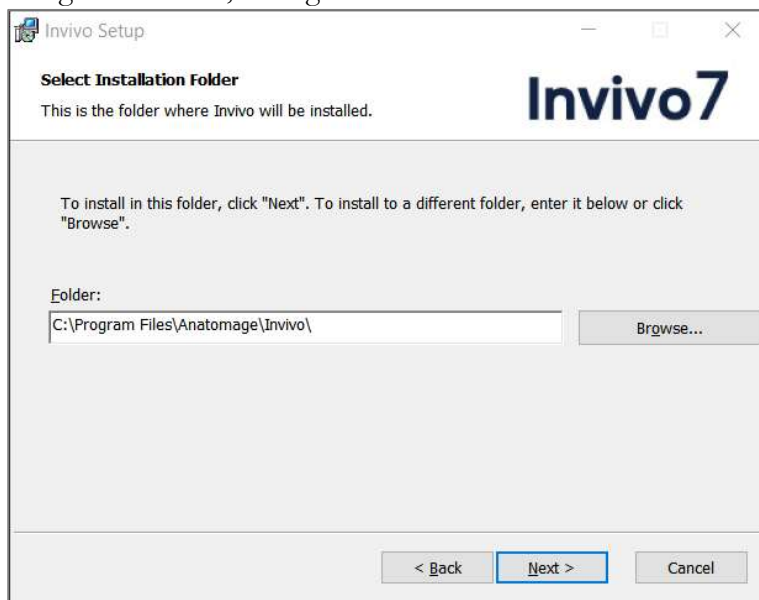 Invivo Setup
Select Installation Folder
This is the folder where Invivo will be installed.
Invivo7
To install in this folder, click "Next". To install to a different folder, enter it below or click
"Browse".
Folder:
C:\Program Files\Anatomage\Invivo\
Browse...
< Back
Next >
Cancel